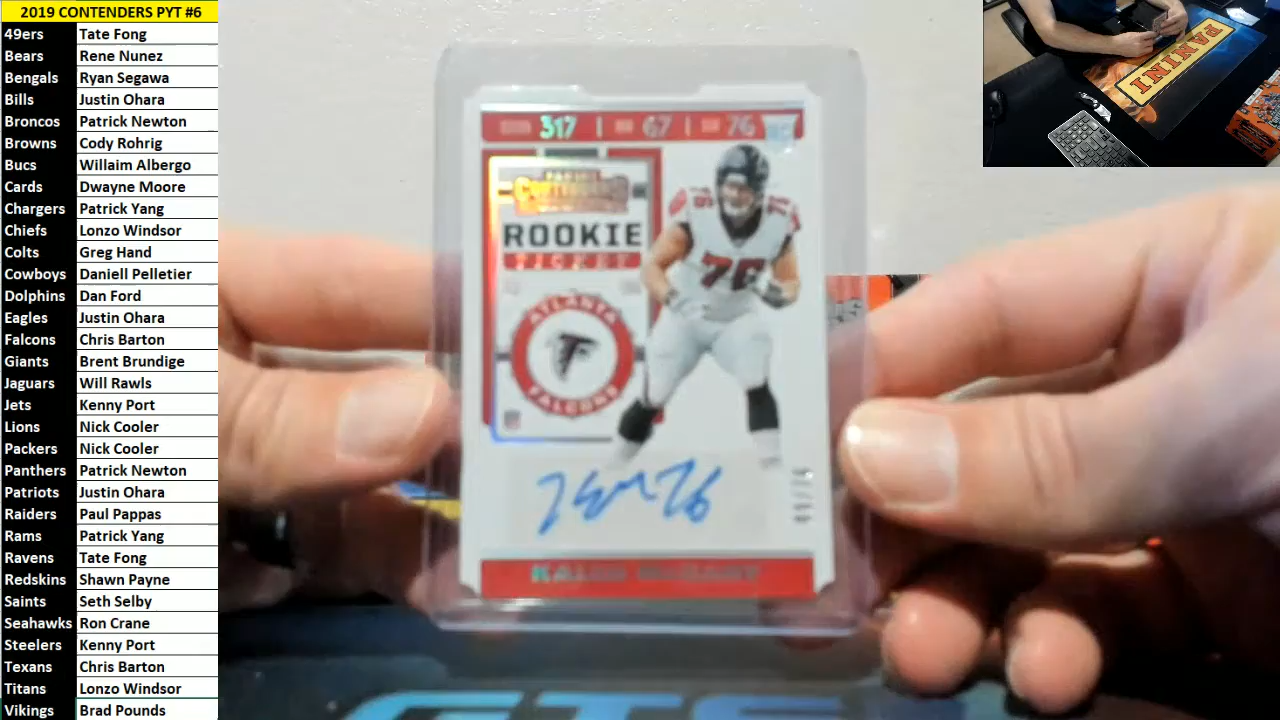 2019 CONTENDERS PYT #6
49ers Tate Fong
Bears Rene Nunez
Bengals Ryan Segawa
Bills Justin Ohara
Broncos Patrick Newton
Browns Cody Rohrig
Bucs Willaim Albergo
Cards Dwayne Moore
Chargers Patrick Yang
Chiefs Lonzo Windsor
Colts Greg Hand
Cowboys Daniell Pelletier
Dolphins Dan Ford
Eagles Justin Ohara
Falcons Chris Barton
Giants Brent Brundige
Jaguars Will Rawls
Jets Kenny Port
Lions Nick Cooler
Packers Nick Cooler
Panthers Patrick Newton
Patriots Justin Ohara
Raiders Paul Pappas
Rams Patrick Yang
Ravens Tate Fong
Redskins Shawn Payne
Saints Seth Selby
Seahawks Ron Crane
Steelers Kenny Port
Texans Chris Barton
Titans Lonzo Windsor
Vikings Brad Pounds
317 | 67 | 76
PANINI
CONTENDERS
ROOKIE
TICKET
ATLANTA
FALCONS
76
76
KALEB McGARY
PANINI